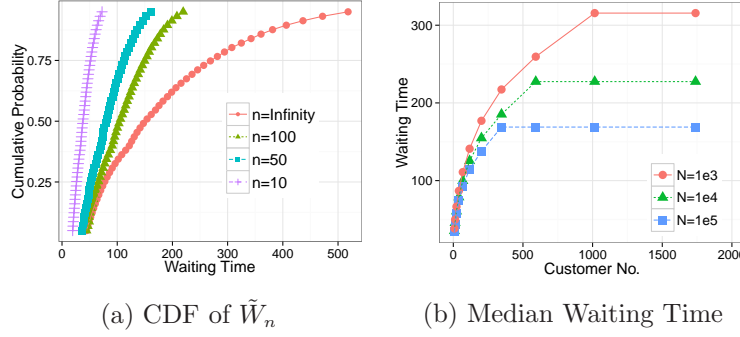 Cumulative Probability
0.75
0.50
0.25
n=Infinity
n=100
n=50
n=10
0 100 200 300 400 500
Waiting Time
(a) CDF of W̃ₙ
Waiting Time
300
200
100
N=1e3
N=1e4
N=1e5
0 500 1000 1500 2000
Customer No.
(b) Median Waiting Time